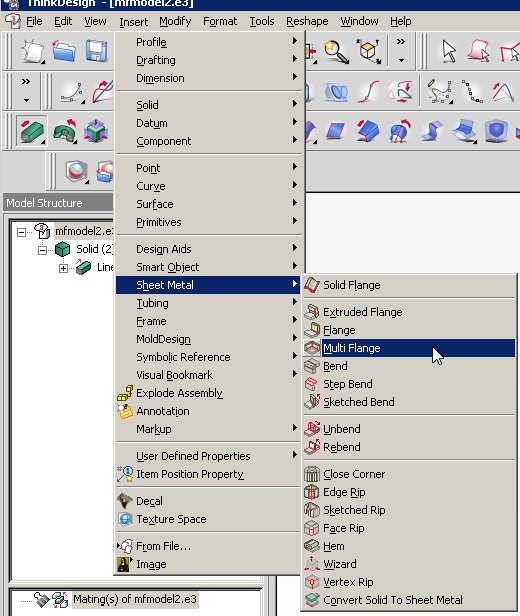 ThinkDesign - [mfmodel2.e3]
File Edit View Insert Modify Format Tools Reshape Window Help
Profile
Drafting
Dimension
Solid
Datum
Component
Point
Curve
Surface
Primitives
Design Aids
Smart Object
Sheet Metal
Tubing
Frame
MoldDesign
Symbolic Reference
Visual Bookmark
Explode Assembly
Annotation
Markup
User Defined Properties
Item Position Property
Decal
Texture Space
From File...
Image
Solid Flange
Extruded Flange
Flange
Multi Flange
Bend
Step Bend
Sketched Bend
Unbend
Rebend
Close Corner
Edge Rip
Sketched Rip
Face Rip
Hem
Wizard
Vertex Rip
Convert Solid To Sheet Metal
Model Structure
mfmodel2.e
Solid (2)
Line
Mating(s) of mfmodel2.e3